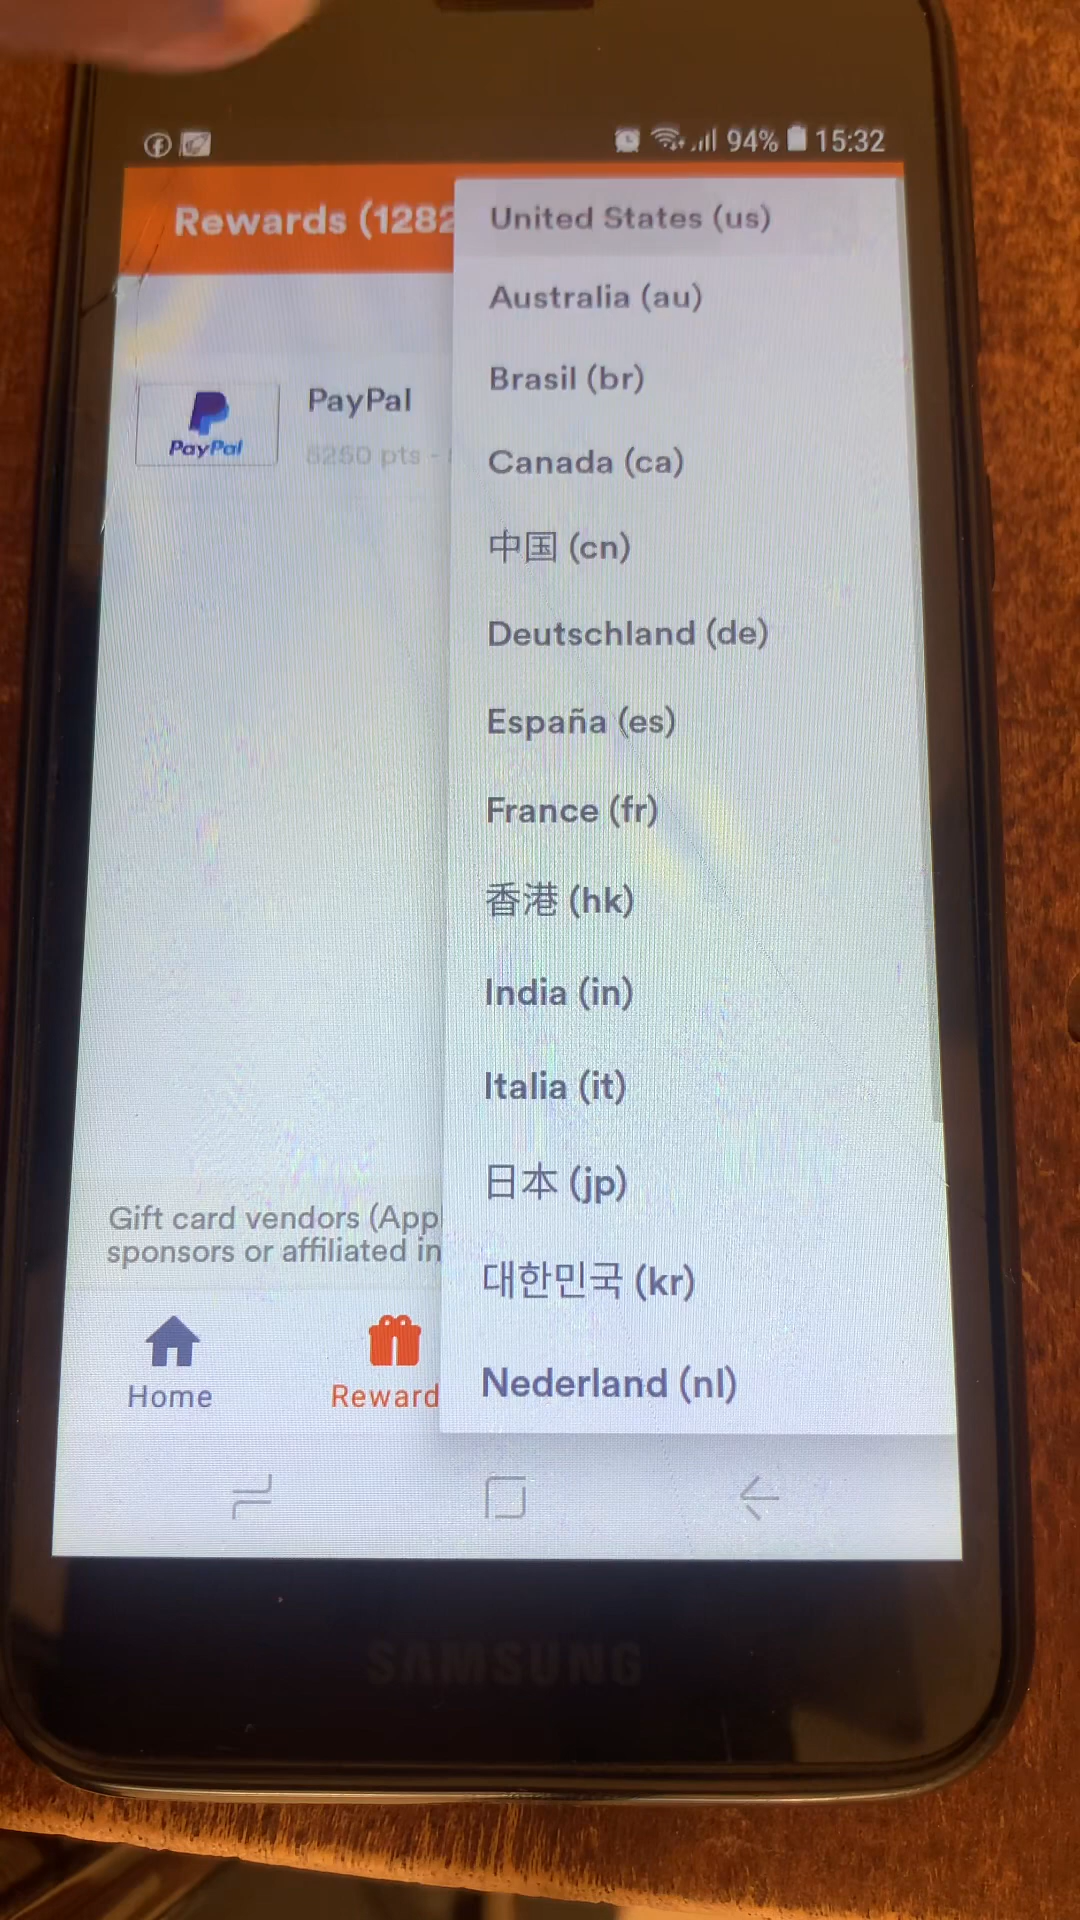 94% 15:32
Rewards (1282
United States (us)
Australia (au)
Brasil (br)
Canada (ca)
中国 (cn)
Deutschland (de)
España (es)
France (fr)
香港 (hk)
India (in)
Italia (it)
日本 (jp)
대한민국 (kr)
Nederland (nl)
PayPal
PayPal
5250 pts -
Gift card vendors (App
sponsors or affiliated in
Home
Reward
SAMSUNG